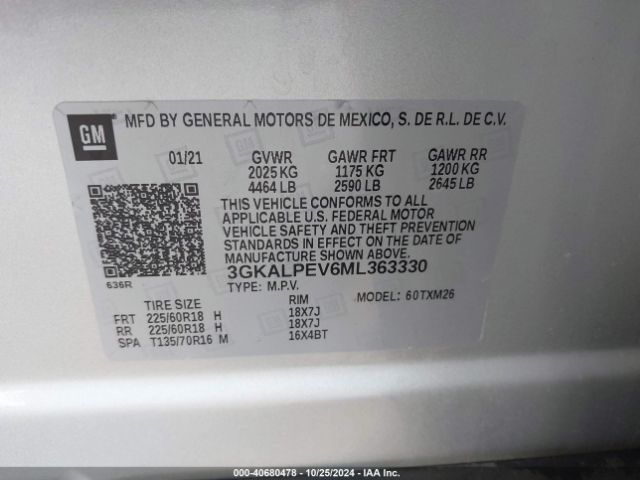 GM MFD BY GENERAL MOTORS DE MEXICO, S. DE R.L. DE C.V.
01/21 GVWR GAWR FRT GAWR RR
2025 KG 1175 KG 1200 KG
4464 LB 2590 LB 2645 LB
THIS VEHICLE CONFORMS TO ALL
APPLICABLE U.S. FEDERAL MOTOR
VEHICLE SAFETY AND THEFT PREVENTION
STANDARDS IN EFFECT ON THE DATE OF
MANUFACTURE SHOWN ABOVE.
3GKALPEV6ML363330
636R TYPE: M.P.V. MODEL: 60TXM26
TIRE SIZE RIM
FRT 225/60R18 H 18X7J
RR 225/60R18 H 18X7J
SPA T135/70R16 M 16X4BT
000-40680478 - 10/25/2024 - IAA Inc.